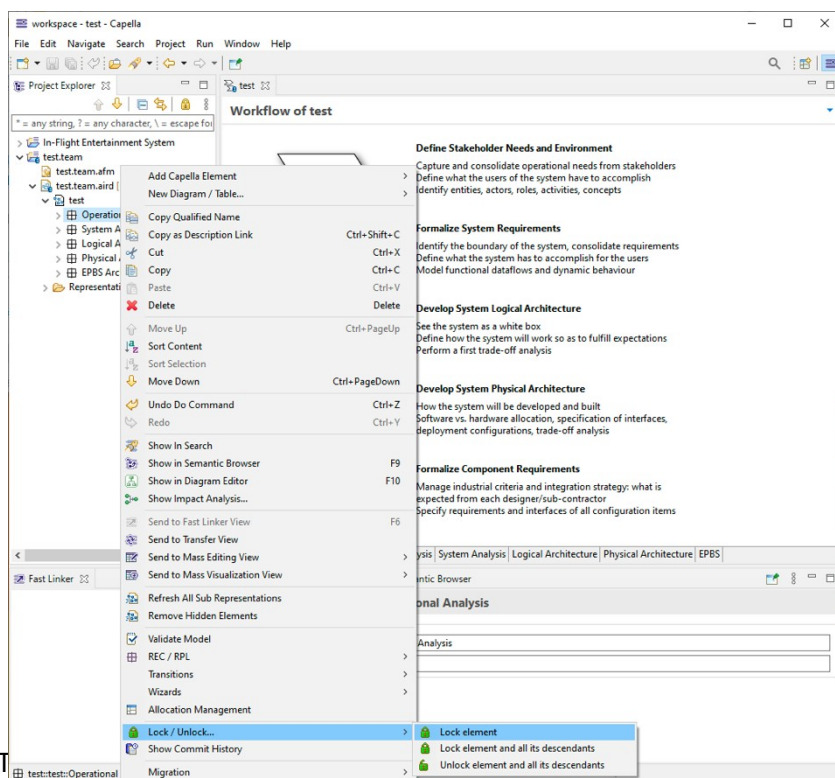 workspace - test - Capella
File Edit Navigate Search Project Run Window Help
Project Explorer
test
* = any string, ? = any character, \ = escape for
In-Flight Entertainment System
test.team
test.team.afm
test.team.aird [
test
Operation
System A
Logical A
Physical
EPBS Arc
Representati
Workflow of test
Define Stakeholder Needs and Environment
Capture and consolidate operational needs from stakeholders
Define what the users of the system have to accomplish
Identify entities, actors, roles, activities, concepts
Formalize System Requirements
Identify the boundary of the system, consolidate requirements
Define what the system has to accomplish for the users
Model functional dataflows and dynamic behaviour
Develop System Logical Architecture
See the system as a white box
Define how the system will work so as to fulfill expectations
Perform a first trade-off analysis
Develop System Physical Architecture
How the system will be developed and built
Software vs. hardware allocation, specification of interfaces,
deployment configurations, trade-off analysis
Formalize Component Requirements
Manage industrial criteria and integration strategy: what is
expected from each designer/sub-contractor
Specify requirements and interfaces of all configuration items
ysis System Analysis Logical Architecture Physical Architecture EPBS
Add Capella Element
New Diagram / Table...
Copy Qualified Name
Copy as Description Link Ctrl+Shift+C
Cut Ctrl+X
Copy Ctrl+C
Paste Ctrl+V
Delete Delete
Move Up Ctrl+PageUp
Sort Content
Sort Selection
Move Down Ctrl+PageDown
Undo Do Command Ctrl+Z
Redo Ctrl+Y
Show In Search
Show in Semantic Browser F9
Show in Diagram Editor F10
Show Impact Analysis...
Send to Fast Linker View F6
Send to Transfer View
Send to Mass Editing View
Send to Mass Visualization View
Refresh All Sub Representations
Remove Hidden Elements
Validate Model
REC / RPL
Transitions
Wizards
Allocation Management
Lock / Unlock...
Show Commit History
Migration
Lock element
Lock element and all its descendants
Unlock element and all its descendants
Fast Linker
ntic Browser
onal Analysis
Analysis
T
test::test::Operational